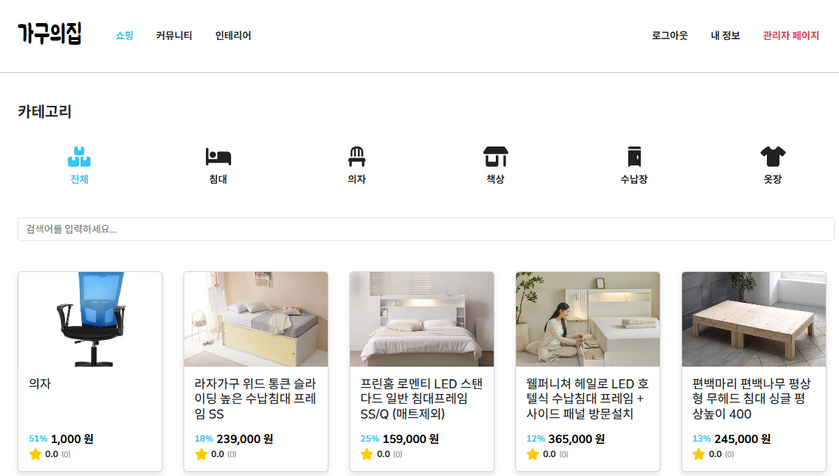 가구의집
쇼핑
커뮤니티
인테리어
로그아웃
내 정보
관리자 페이지
카테고리
전체
침대
의자
책상
수납장
옷장
검색어를 입력하세요...
의자
51% 1,000 원
0.0 (0)
라자가구 위드 통큰 슬라
이딩 높은 수납침대 프레
임 SS
18% 239,000 원
0.0 (0)
프린홈 로멘티 LED 스탠
다드 일반 침대프레임
SS/Q (매트제외)
25% 159,000 원
0.0 (0)
웰퍼니쳐 헤일로 LED 호
텔식 수납침대 프레임 +
사이드 패널 방문설치
12% 365,000 원
0.0 (0)
편백마리 편백나무 평상
형 무헤드 침대 싱글 평
상높이 400
13% 245,000 원
0.0 (0)